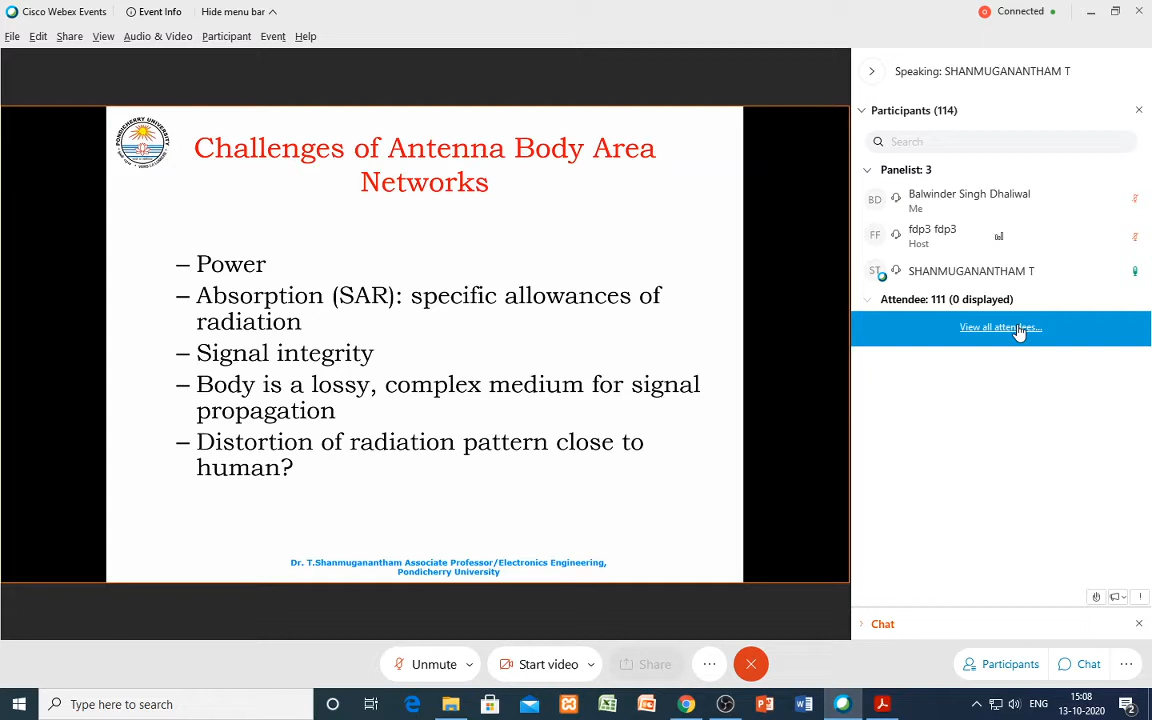 Cisco Webex Events
Event Info
Hide menu bar
Connected
File Edit Share View Audio & Video Participant Event Help
PONDICHERRY UNIVERSITY
Challenges of Antenna Body Area
Networks
– Power
– Absorption (SAR): specific allowances of
radiation
– Signal integrity
– Body is a lossy, complex medium for signal
propagation
– Distortion of radiation pattern close to
human?
Dr. T.Shanmuganantham Associate Professor/Electronics Engineering,
Pondicherry University
Speaking: SHANMUGANANTHAM T
Participants (114)
Search
Panelist: 3
BD
Balwinder Singh Dhaliwal
Me
FF
fdp3 fdp3
Host
ST
SHANMUGANANTHAM T
Attendee: 111 (0 displayed)
View all attendees...
Chat
Unmute
Start video
Share
Participants
Chat
Type here to search
ENG
15:08
13-10-2020
2